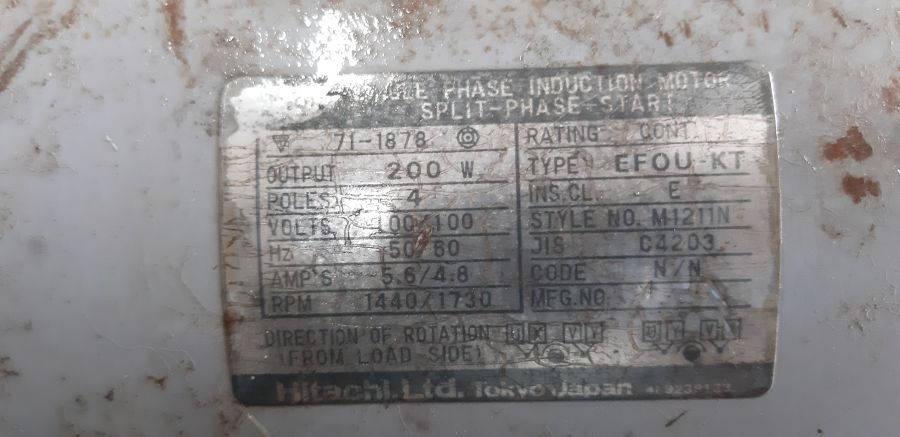 PHASE INDUCTION MOTOR
SPLIT-PHASE-START
71-1878
OUTPUT 200 W
POLES 4
VOLTS 100/100
Hz 50/60
AMP'S 5.6/4.8
RPM 1440/1730
RATING CONT.
TYPE EFOU-KT
INS.CL. E
STYLE NO. M1211N
JIS C4203
CODE N/N
MFG.NO.
DIRECTION OF ROTATION
(FROM LOAD SIDE)
Hitachi, Ltd. Tokyo Japan